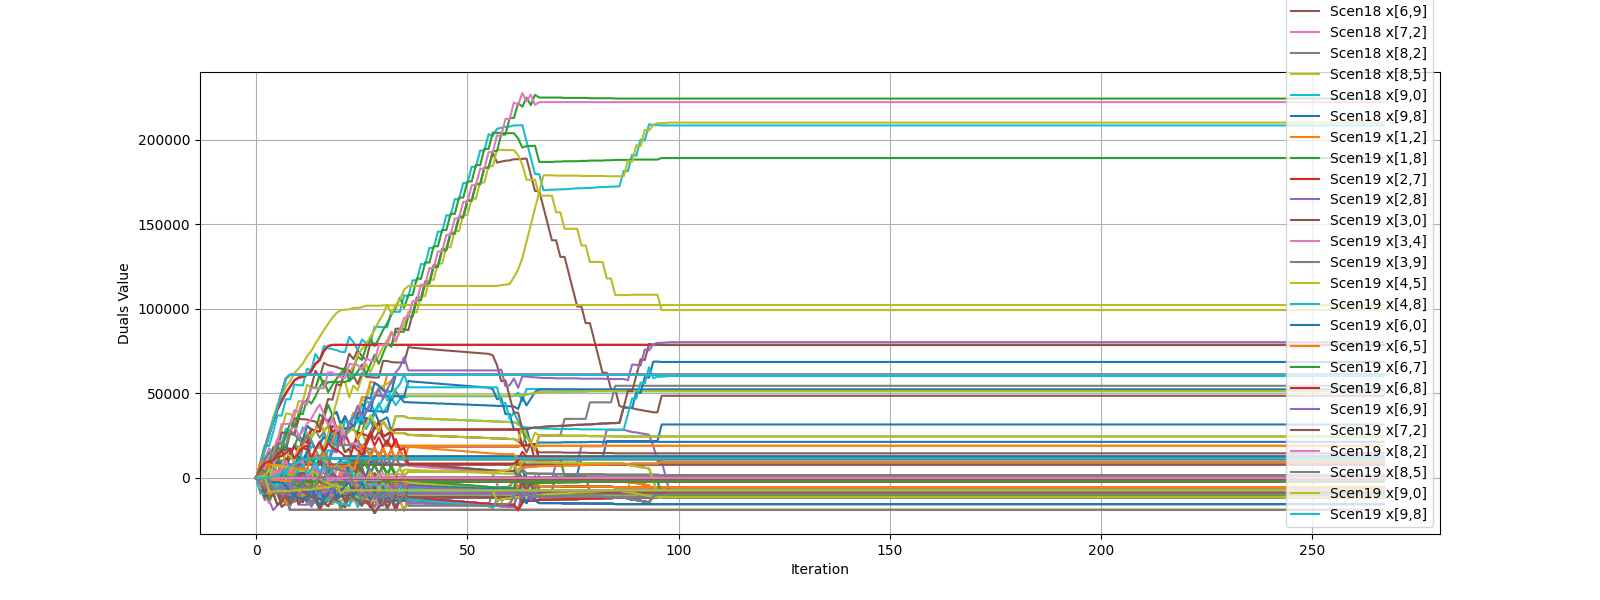 Scen18 x[6,9]
Scen18 x[7,2]
Scen18 x[8,2]
Scen18 x[8,5]
Scen18 x[9,0]
Scen18 x[9,8]
Scen19 x[1,2]
Scen19 x[1,8]
Scen19 x[2,7]
Scen19 x[2,8]
Scen19 x[3,0]
Scen19 x[3,4]
Scen19 x[3,9]
Scen19 x[4,5]
Scen19 x[4,8]
Scen19 x[6,0]
Scen19 x[6,5]
Scen19 x[6,7]
Scen19 x[6,8]
Scen19 x[6,9]
Scen19 x[7,2]
Scen19 x[8,2]
Scen19 x[8,5]
Scen19 x[9,0]
Scen19 x[9,8]
200000
150000
100000
50000
0
Duals Value
0 50 100 150 200 250
Iteration